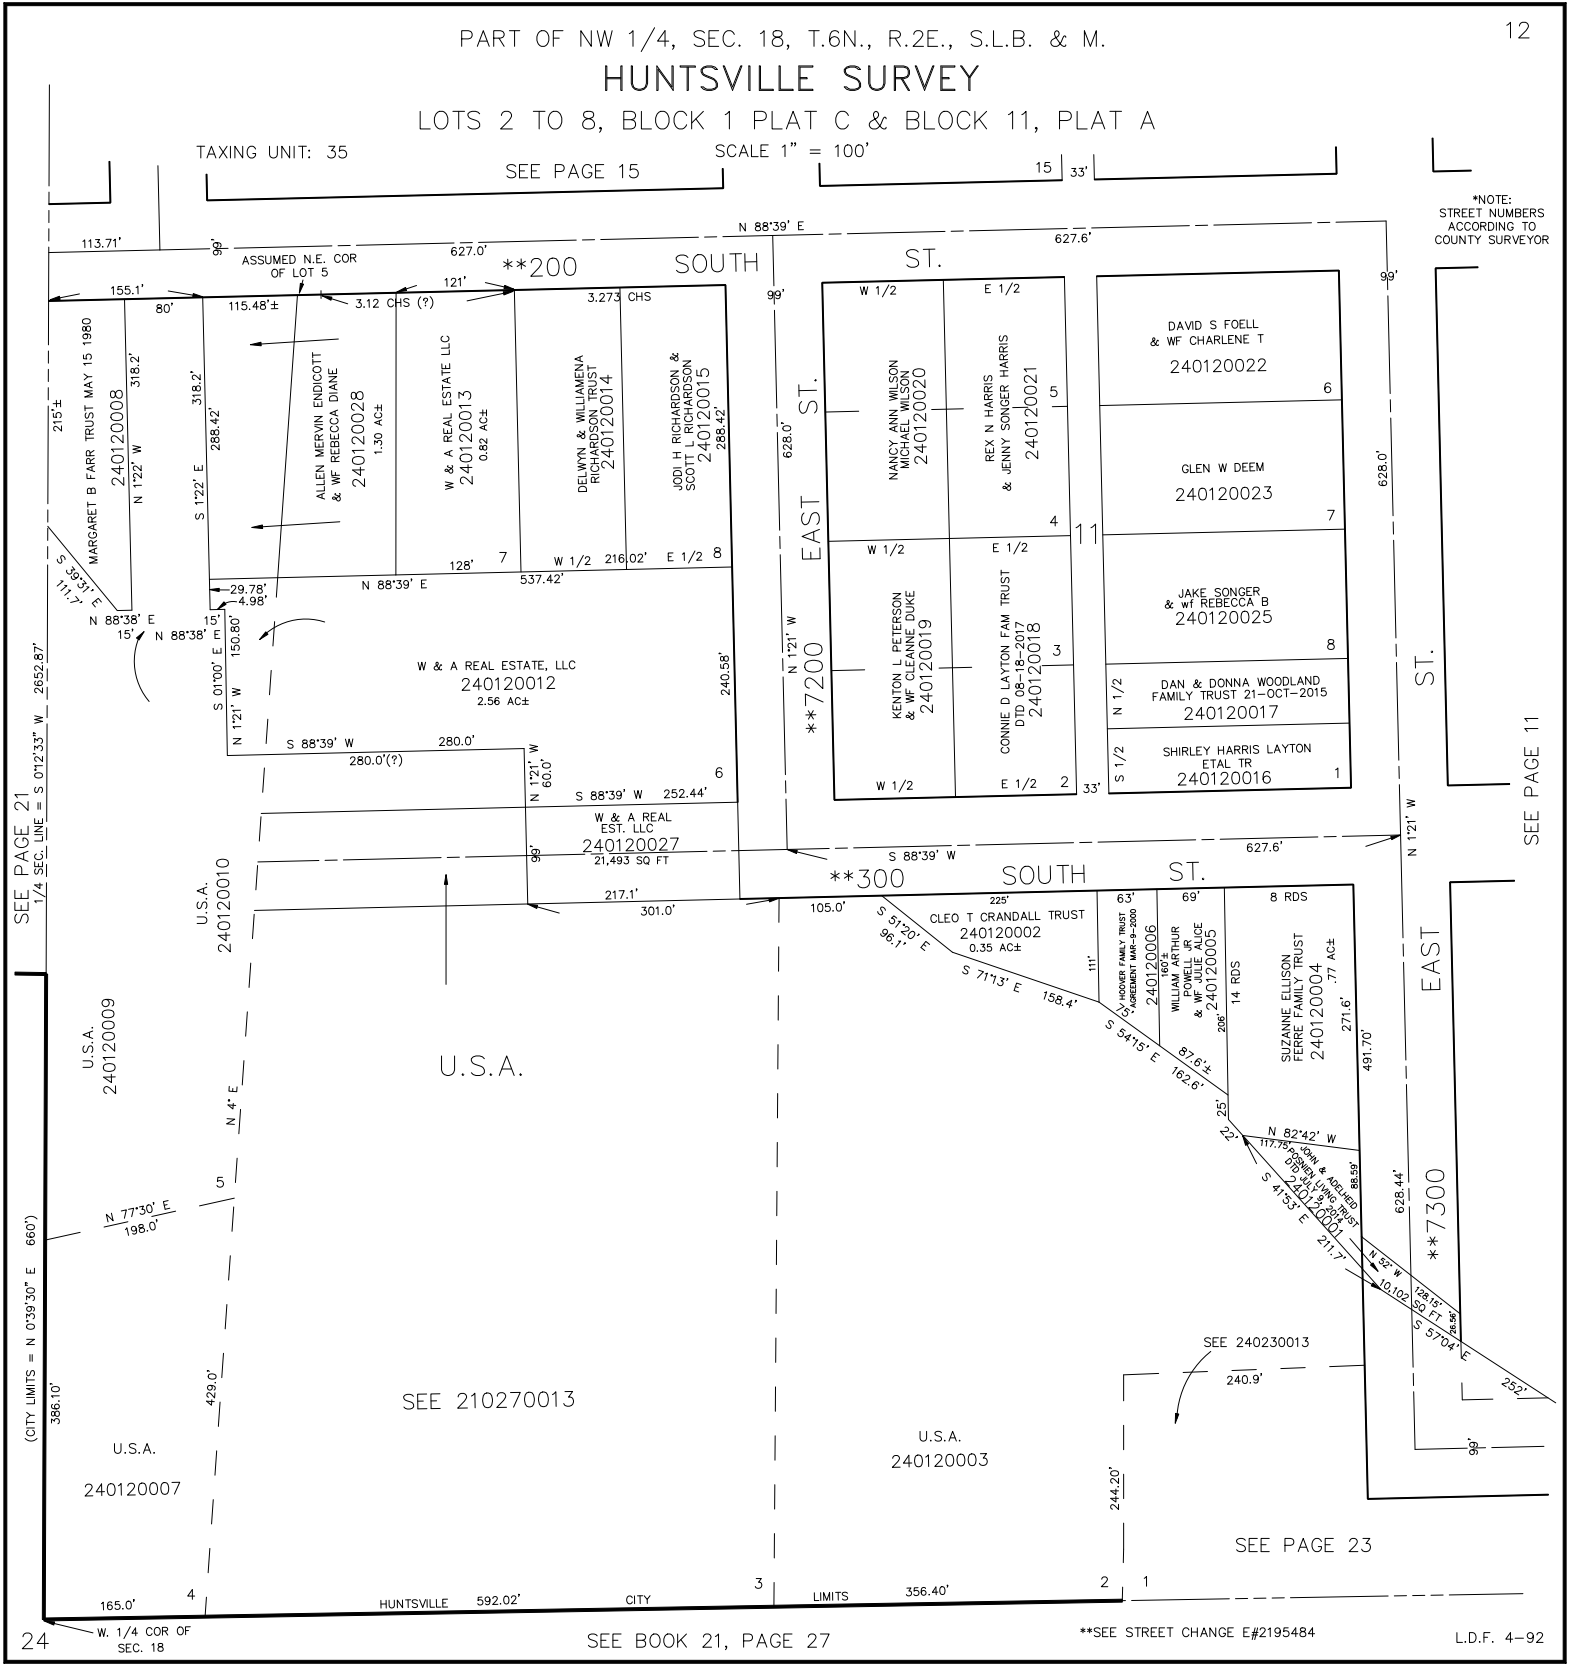 PART OF NW 1/4, SEC. 18, T.6N., R.2E., S.L.B. & M.
12
HUNTSVILLE SURVEY
LOTS 2 TO 8, BLOCK 1 PLAT C & BLOCK 11, PLAT A
TAXING UNIT: 35
SCALE 1" = 100'
SEE PAGE 15
15
33'
*NOTE:
STREET NUMBERS
ACCORDING TO
COUNTY SURVEYOR
113.71'
99'
627.0'
N 88°39' E
627.6'
ASSUMED N.E. COR
OF LOT 5
**200 SOUTH ST.
99'
99'
155.1'
80'
115.48'±
3.12 CHS (?)
121'
3.273 CHS
W 1/2
E 1/2
215'±
MARGARET B FARR TRUST MAY 15 1980
240120008
318.2'
N 1°22' W
318.2'
288.42'
S 1°22' E
ALLEN MERVIN ENDICOTT
& WF REBECCA DIANE
240120028
1.30 AC±
W & A REAL ESTATE LLC
240120013
0.82 AC±
DELWYN & WILLIAMENA
RICHARDSON TRUST
240120014
JODI H RICHARDSON &
SCOTT L RICHARDSON
240120015
288.42'
628.0'
EAST ST.
**7200
N 1°21' W
NANCY ANN WILSON
MICHAEL WILSON
240120020
REX N HARRIS
& JENNY SONGER HARRIS
240120021
5
4
11
DAVID S FOELL
& WF CHARLENE T
240120022
6
GLEN W DEEM
240120023
7
628.0'
S 39°31' E
111.7'
N 88°38' E
15'
N 88°38' E
15'
29.78'
4.98'
128'
7
N 88°39' E
537.42'
W 1/2
216.02'
E 1/2
8
W 1/2
E 1/2
KENTON L PETERSON
& WF CLEANNE DUKE
240120019
CONNIE D LAYTON FAM TRUST
DTD 08-18-2017
240120018
3
JAKE SONGER
& wf REBECCA B
240120025
8
150.80'
S 01°00' E
N 1°21' W
W & A REAL ESTATE, LLC
240120012
2.56 AC±
240.58'
N 1/2
DAN & DONNA WOODLAND
FAMILY TRUST 21-OCT-2015
240120017
S 1/2
SHIRLEY HARRIS LAYTON
ETAL TR
240120016
1
S 88°39' W
280.0'
280.0'(?)
N 1°21' W
60.0'
6
S 88°39' W
252.44'
W 1/2
E 1/2
2
33'
ST.
EAST
**7300
N 1°21' W
SEE PAGE 11
SEE PAGE 21
1/4 SEC. LINE = S 0°12'33" W 2652.87'
W & A REAL
EST. LLC
240120027
21,493 SQ FT
99'
S 88°39' W
627.6'
**300 SOUTH ST.
U.S.A.
240120010
217.1'
301.0'
105.0'
225'
63'
69'
8 RDS
S 51°20' E
96.1'
CLEO T CRANDALL TRUST
240120002
0.35 AC±
111'
S 71°13' E
158.4'
HOOVER FAMILY TRUST
AGREEMENT MAR-9-2000
240120006
75'
160'±
WILLIAM ARTHUR
POWELL JR
& WF JULIE ALICE
240120005
206'
14 RDS
SUZANNE ELLISON
FERRE FAMILY TRUST
240120004
.77 AC±
271.6'
491.70'
S 54°15' E
87.6'±
162.6'
25'
22'
U.S.A.
240120009
N 4° E
U.S.A.
N 82°42' W
117.75'
JOHN & ADELHEID
POSNIEN LIVING TRUST
DTD JULY 9, 2014
240120001
88.59'
S 41°53' E
211.7'
628.44'
N 52° W
128.15'
10,102 SQ FT
26.56'
S 57°04' E
252'
5
N 77°30' E
198.0'
(CITY LIMITS = N 0°39'30" E 660')
386.10'
429.0'
SEE 240230013
240.9'
SEE 210270013
U.S.A.
240120007
U.S.A.
240120003
244.20'
99'
SEE PAGE 23
165.0'
4
HUNTSVILLE
592.02'
CITY
3
LIMITS
356.40'
2
1
W. 1/4 COR OF
SEC. 18
24
SEE BOOK 21, PAGE 27
**SEE STREET CHANGE E#2195484
L.D.F. 4-92